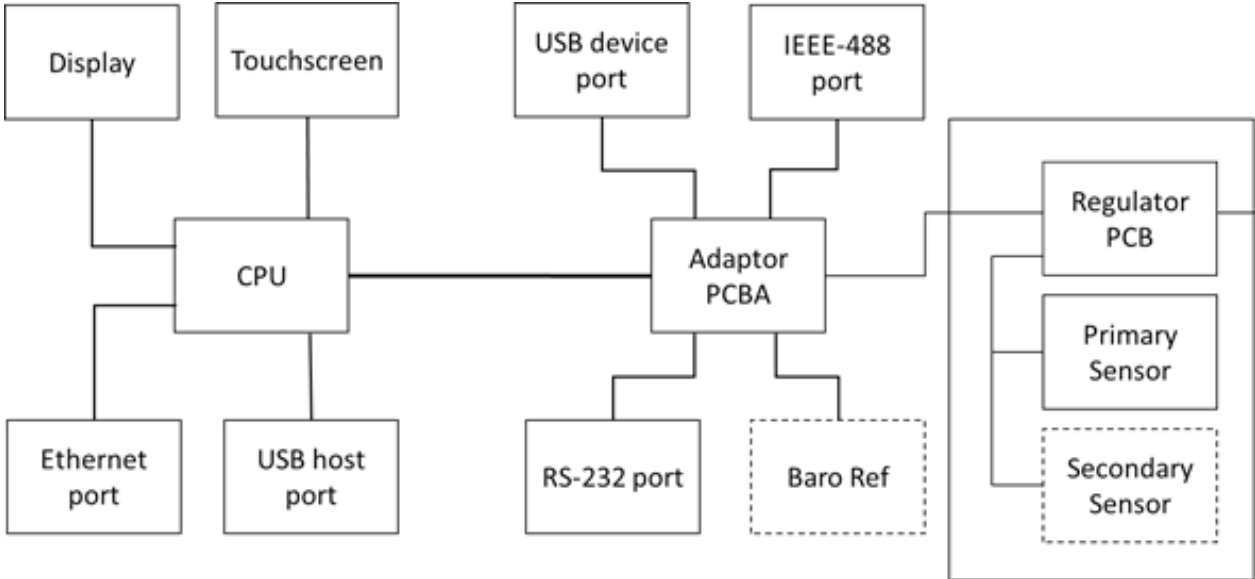 Display
Touchscreen
USB device
port
IEEE-488
port
Regulator
PCB
CPU
Adaptor
PCBA
Primary
Sensor
Ethernet
port
USB host
port
RS-232 port
Baro Ref
Secondary
Sensor